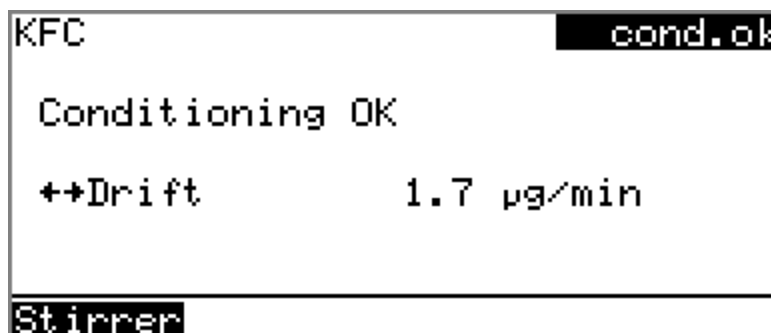 KFC cond.ok
Conditioning OK
↔Drift 1.7 µg/min
Stirrer